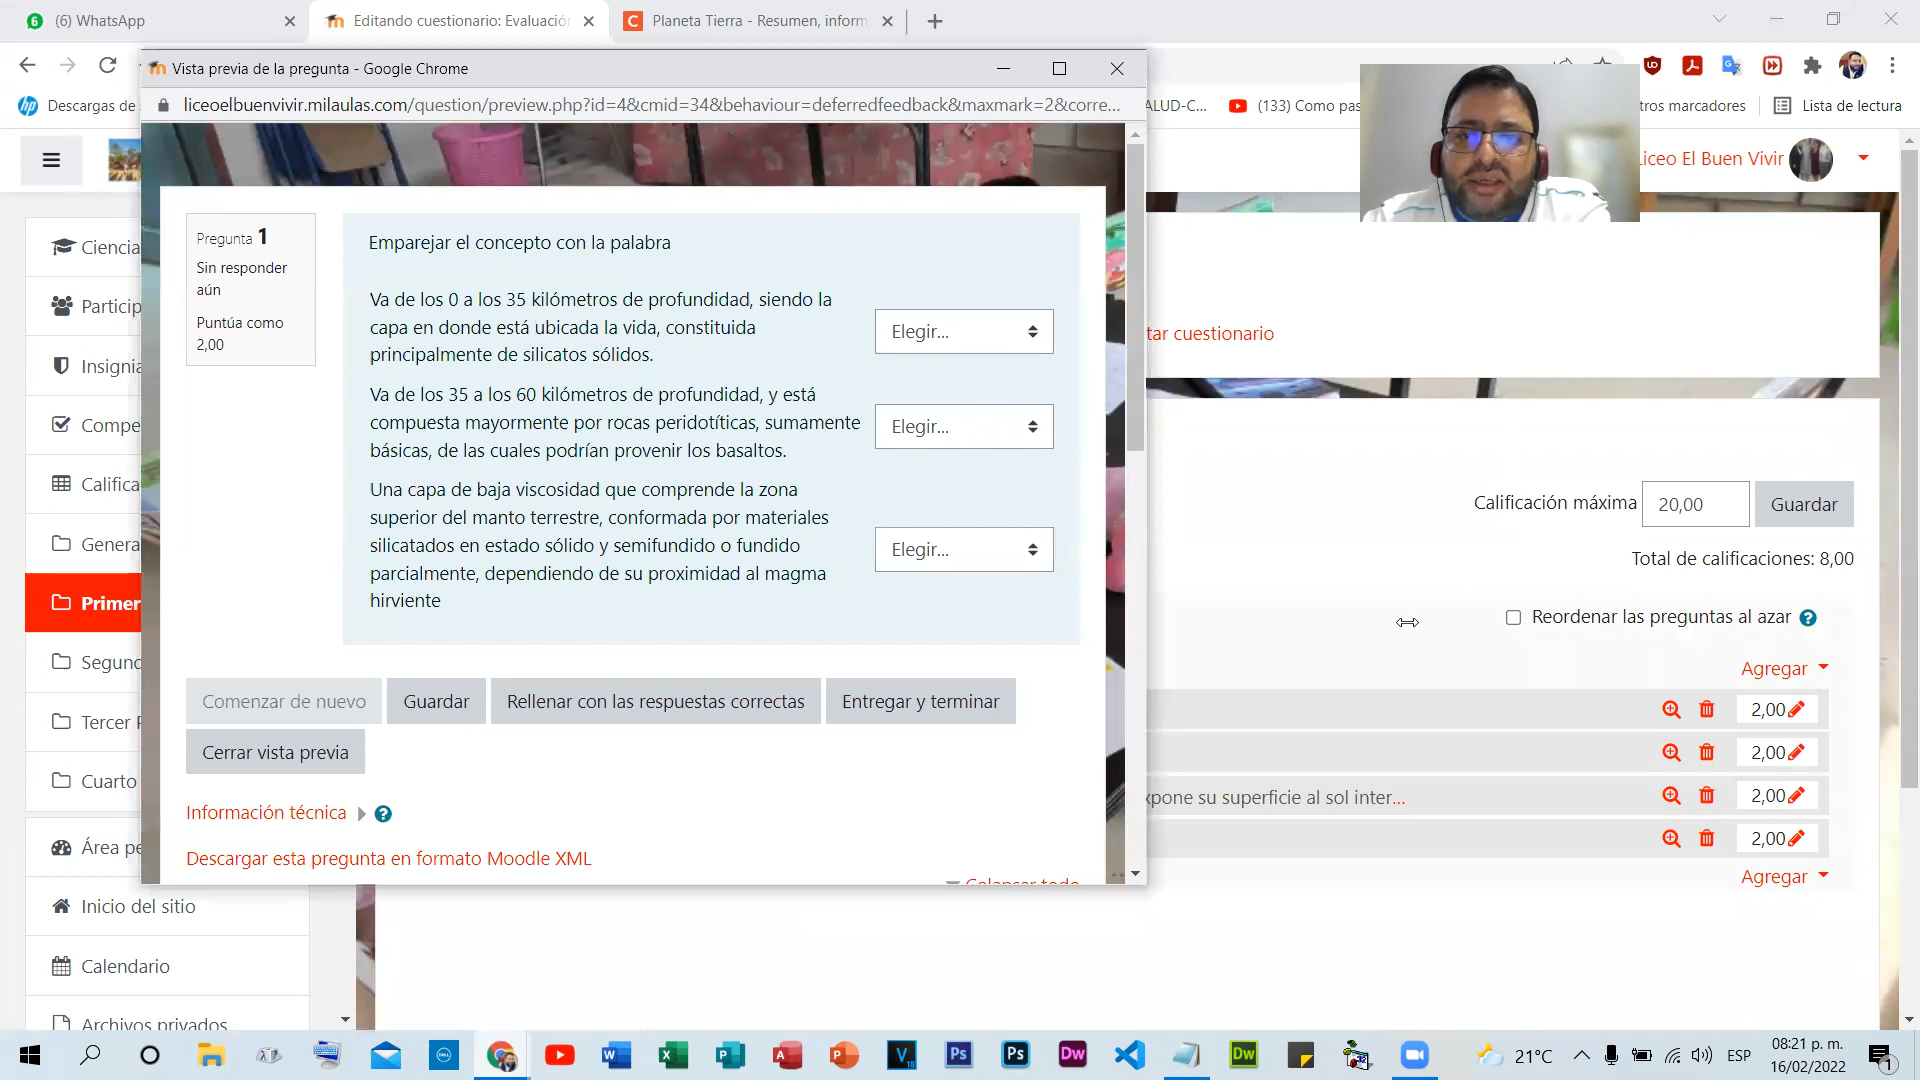 (6) WhatsApp
Editando cuestionario: Evaluación
Planeta Tierra - Resumen, inform
Vista previa de la pregunta - Google Chrome
liceoelbuenvivir.milaulas.com/question/preview.php?id=4&cmid=34&behaviour=deferredfeedback&maxmark=2&corre...
Descargas de
ALUD-C...
(133) Como pas
tros marcadores
Lista de lectura
Liceo El Buen Vivir
Ciencia
Particip
Insignia
Compe
Califica
Genera
Primer
Segund
Tercer P
Cuarto
Área pe
Inicio del sitio
Calendario
Archivos privados
Pregunta 1
Sin responder
aún
Puntúa como
2,00
Emparejar el concepto con la palabra
Va de los 0 a los 35 kilómetros de profundidad, siendo la
capa en donde está ubicada la vida, constituida
principalmente de silicatos sólidos.
Elegir...
Va de los 35 a los 60 kilómetros de profundidad, y está
compuesta mayormente por rocas peridotíticas, sumamente
básicas, de las cuales podrían provenir los basaltos.
Elegir...
Una capa de baja viscosidad que comprende la zona
superior del manto terrestre, conformada por materiales
silicatados en estado sólido y semifundido o fundido
parcialmente, dependiendo de su proximidad al magma
hirviente
Elegir...
Comenzar de nuevo
Guardar
Rellenar con las respuestas correctas
Entregar y terminar
Cerrar vista previa
Información técnica
Descargar esta pregunta en formato Moodle XML
Colapsar todo
tar cuestionario
Calificación máxima
20,00
Guardar
Total de calificaciones: 8,00
Reordenar las preguntas al azar
Agregar
2,00
2,00
xpone su superficie al sol inter...
2,00
2,00
Agregar
21°C
ESP
08:21 p. m.
16/02/2022
1